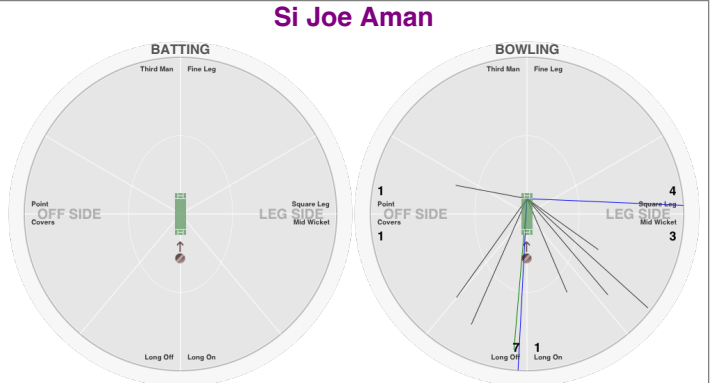 Si Joe Aman
BATTING
Third Man
Fine Leg
Point
OFF SIDE
Covers
Square Leg
LEG SIDE
Mid Wicket
Long Off
Long On
BOWLING
Third Man
Fine Leg
1
Point
OFF SIDE
Covers
1
4
Square Leg
LEG SIDE
Mid Wicket
3
7
Long Off
1
Long On